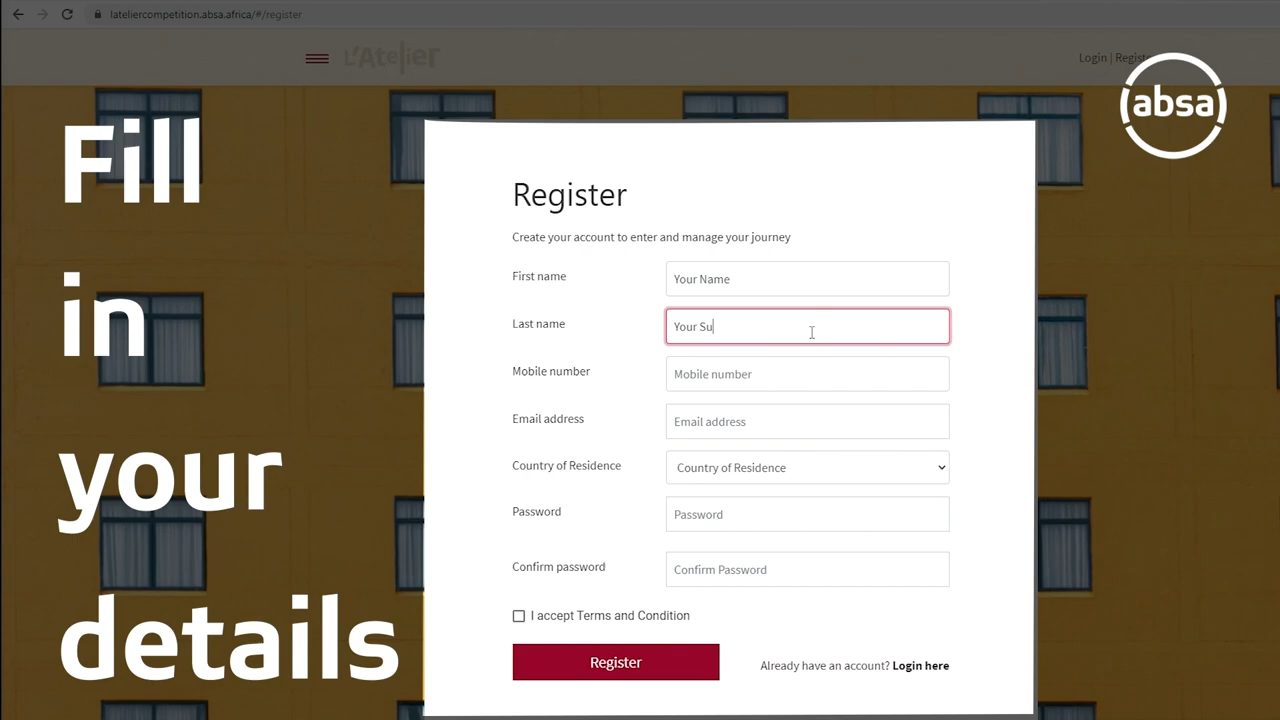 lateliercompetition.absa.africa/#/register
L'Atelier
Login | Register
absa
Fill
in
your
details
Register
Create your account to enter and manage your journey
First name
Your Name
Last name
Your Su
Mobile number
Mobile number
Email address
Email address
Country of Residence
Country of Residence
Password
Password
Confirm password
Confirm Password
I accept Terms and Condition
Register
Already have an account? Login here